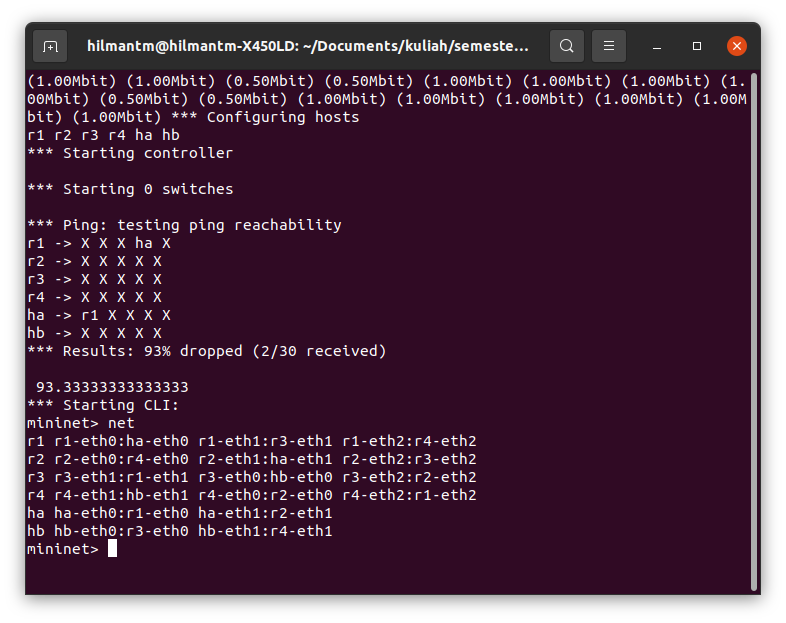 hilmantm@hilmantm-X450LD: ~/Documents/kuliah/semeste...
(1.00Mbit) (1.00Mbit) (0.50Mbit) (0.50Mbit) (1.00Mbit) (1.00Mbit) (1.00Mbit) (1.
00Mbit) (0.50Mbit) (0.50Mbit) (1.00Mbit) (1.00Mbit) (1.00Mbit) (1.00Mbit) (1.00M
bit) (1.00Mbit) *** Configuring hosts
r1 r2 r3 r4 ha hb
*** Starting controller
*** Starting 0 switches
*** Ping: testing ping reachability
r1 -> X X X ha X
r2 -> X X X X X
r3 -> X X X X X
r4 -> X X X X X
ha -> r1 X X X X
hb -> X X X X X
*** Results: 93% dropped (2/30 received)
93.33333333333333
*** Starting CLI:
mininet> net
r1 r1-eth0:ha-eth0 r1-eth1:r3-eth1 r1-eth2:r4-eth2
r2 r2-eth0:r4-eth0 r2-eth1:ha-eth1 r2-eth2:r3-eth2
r3 r3-eth1:r1-eth1 r3-eth0:hb-eth0 r3-eth2:r2-eth2
r4 r4-eth1:hb-eth1 r4-eth0:r2-eth0 r4-eth2:r1-eth2
ha ha-eth0:r1-eth0 ha-eth1:r2-eth1
hb hb-eth0:r3-eth0 hb-eth1:r4-eth1
mininet>